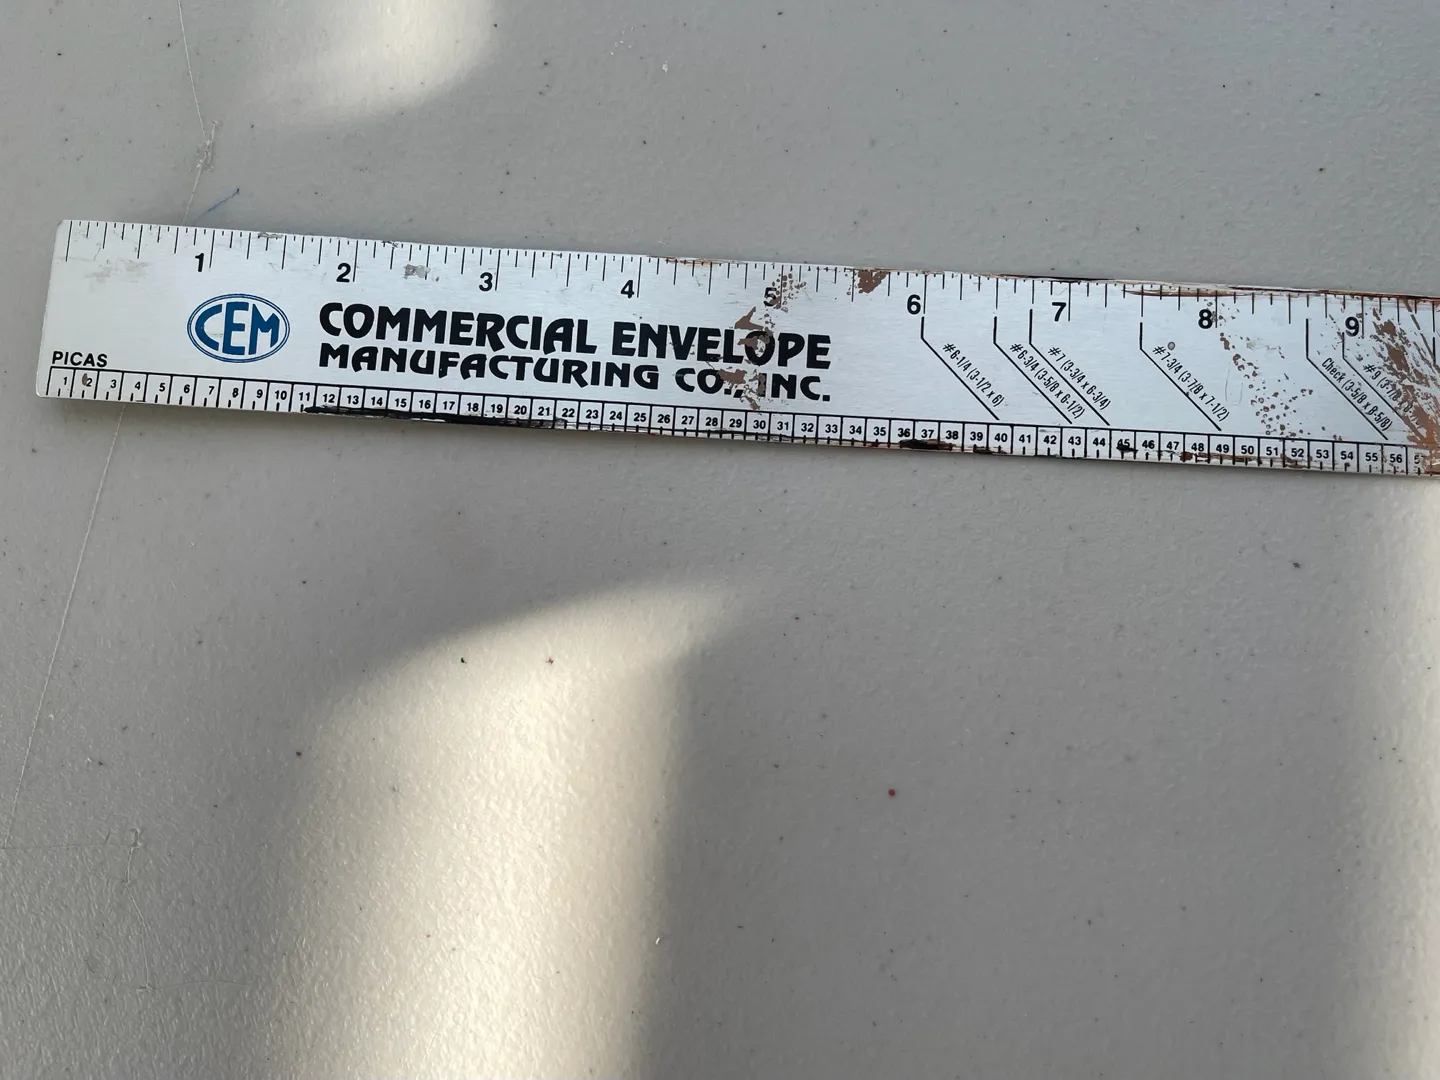 1 2 3 4 5 6 7 8 9
CEM
COMMERCIAL ENVELOPE
MANUFACTURING CO., INC.
#6-1/4 (3-1/2 x 6)
#6-3/4 (3-5/8 x 6-1/2)
#7 (3-3/4 x 6-3/4)
#7-3/4 (3-7/8 x 7-1/2)
Check (3-5/8 x 8-5/8)
#9 (3-7/8
PICAS
1 2 3 4 5 6 7 8 9 10 11 12 13 14 15 16 17 18 19 20 21 22 23 24 25 26 27 28 29 30 31 32 33 34 35 36 37 38 39 40 41 42 43 44 45 46 47 48 49 50 51 52 53 54 55 56